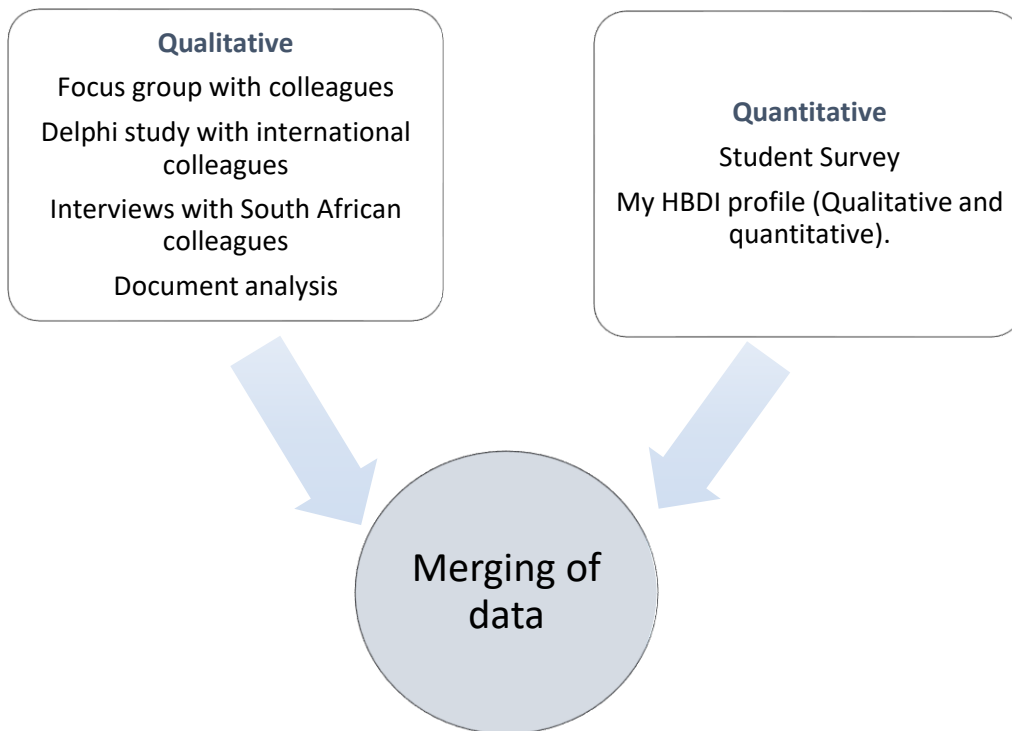 Qualitative
Focus group with colleagues
Delphi study with international
colleagues
Interviews with South African
colleagues
Document analysis
Quantitative
Student Survey
My HBDI profile (Qualitative and
quantitative).
Merging of
data